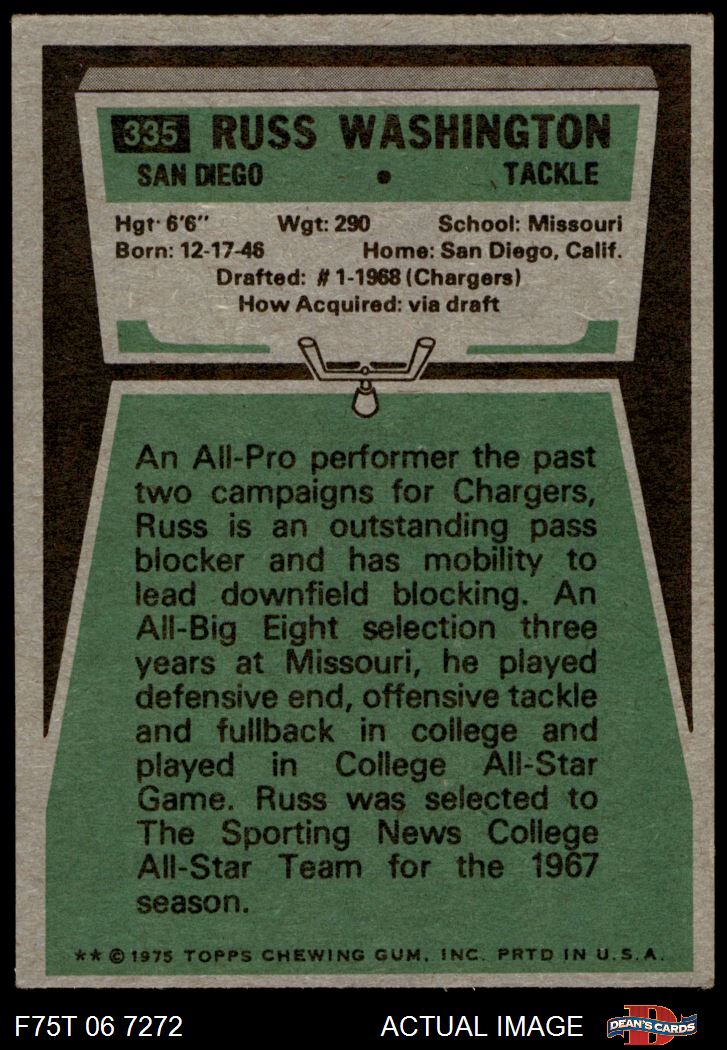 335 RUSS WASHINGTON
SAN DIEGO • TACKLE
Hgt· 6'6" Wgt: 290 School: Missouri
Born: 12-17-46 Home: San Diego, Calif.
Drafted: #1-1968 (Chargers)
How Acquired: via draft
An All-Pro performer the past
two campaigns for Chargers,
Russ is an outstanding pass
blocker and has mobility to
lead downfield blocking. An
All-Big Eight selection three
years at Missouri, he played
defensive end, offensive tackle
and fullback in college and
played in College All-Star
Game. Russ was selected to
The Sporting News College
All-Star Team for the 1967
season.
** © 1975 TOPPS CHEWING GUM, INC. PRTD IN U.S.A.
F75T 06 7272 ACTUAL IMAGE D DEAN'S CARDS